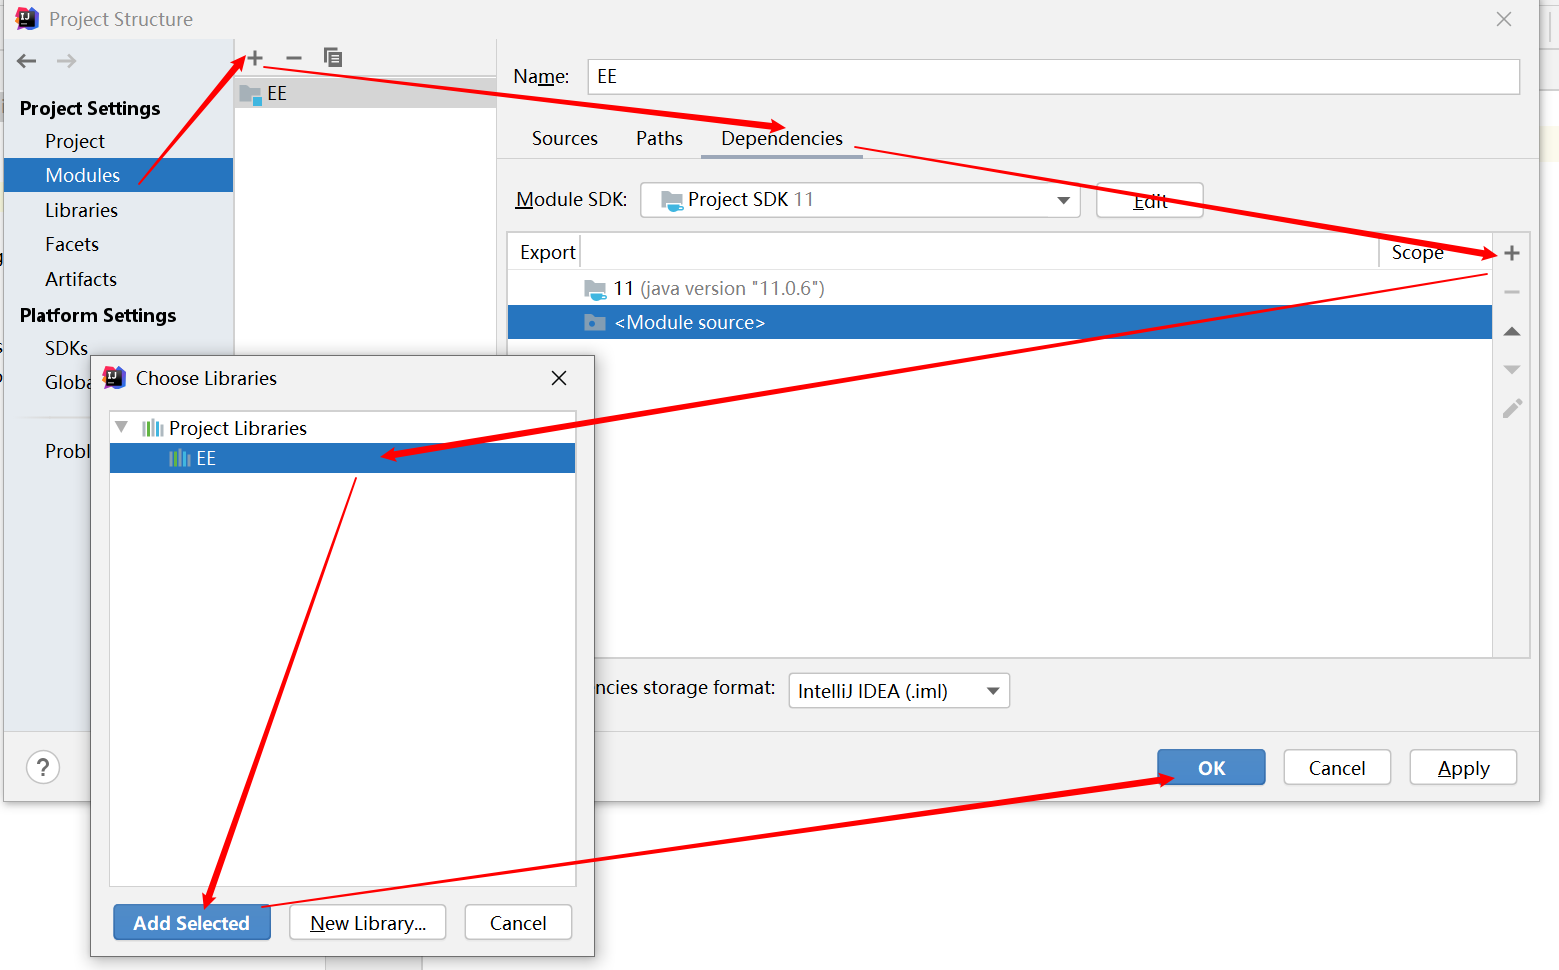 Project Structure
Project Settings
Project
Modules
Libraries
Facets
Artifacts
Platform Settings
SDKs
Globa
Probl
EE
Name:
EE
Sources
Paths
Dependencies
Module SDK:
Project SDK 11
Edit
Export
Scope
11 (java version "11.0.6")
<Module source>
Choose Libraries
Project Libraries
EE
Add Selected
New Library...
Cancel
ncies storage format:
IntelliJ IDEA (.iml)
?
OK
Cancel
Apply